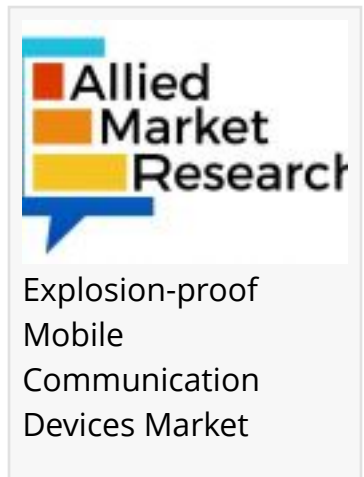 Allied
Market
Research
Explosion-proof
Mobile
Communication
Devices Market